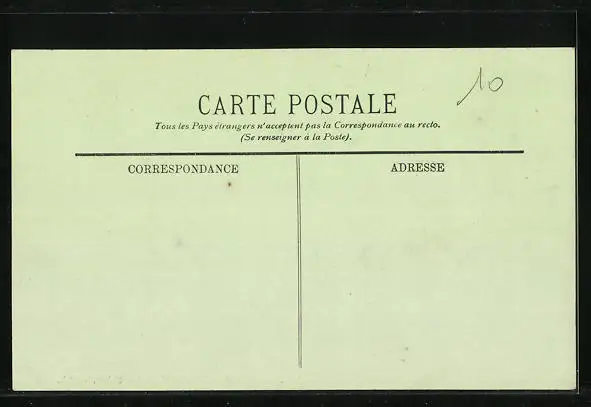 10
CARTE POSTALE
Tous les Pays étrangers n'acceptent pas la Correspondance au recto.
(Se renseigner à la Poste).
CORRESPONDANCE
ADRESSE